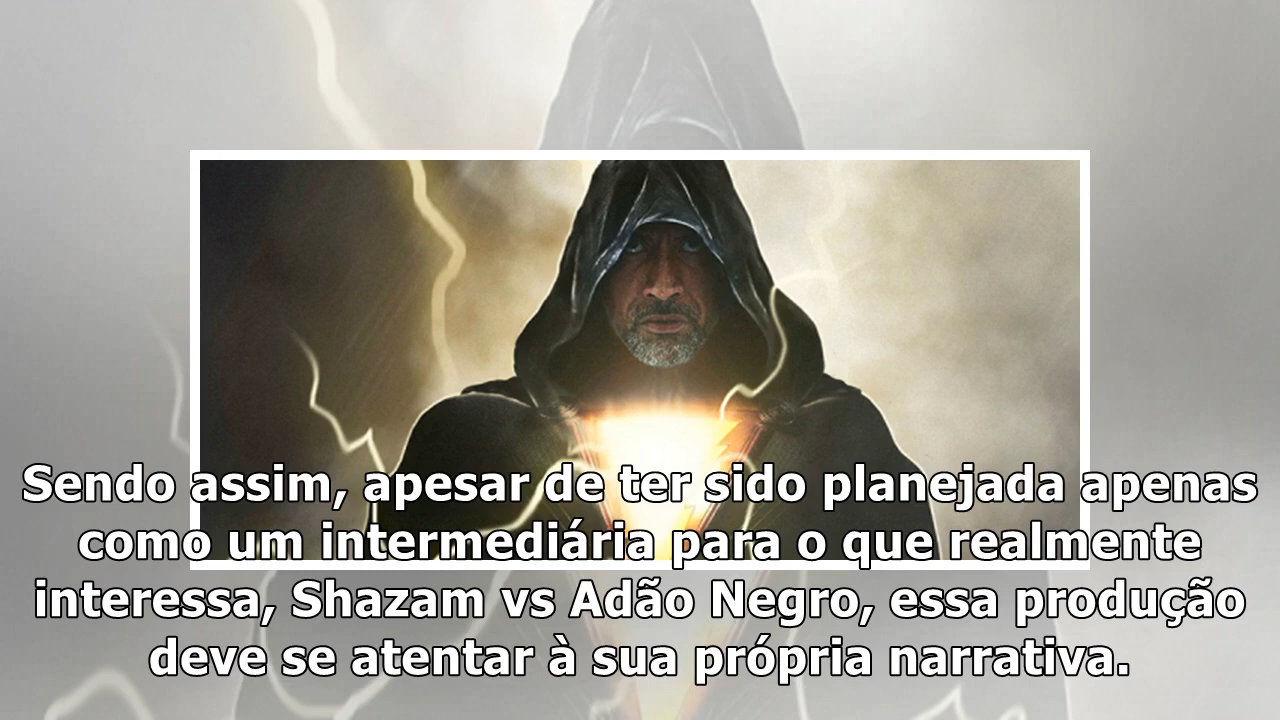 Sendo assim, apesar de ter sido planejada apenas
como um intermediária para o que realmente
interessa, Shazam vs Adão Negro, essa produção
deve se atentar à sua própria narrativa.